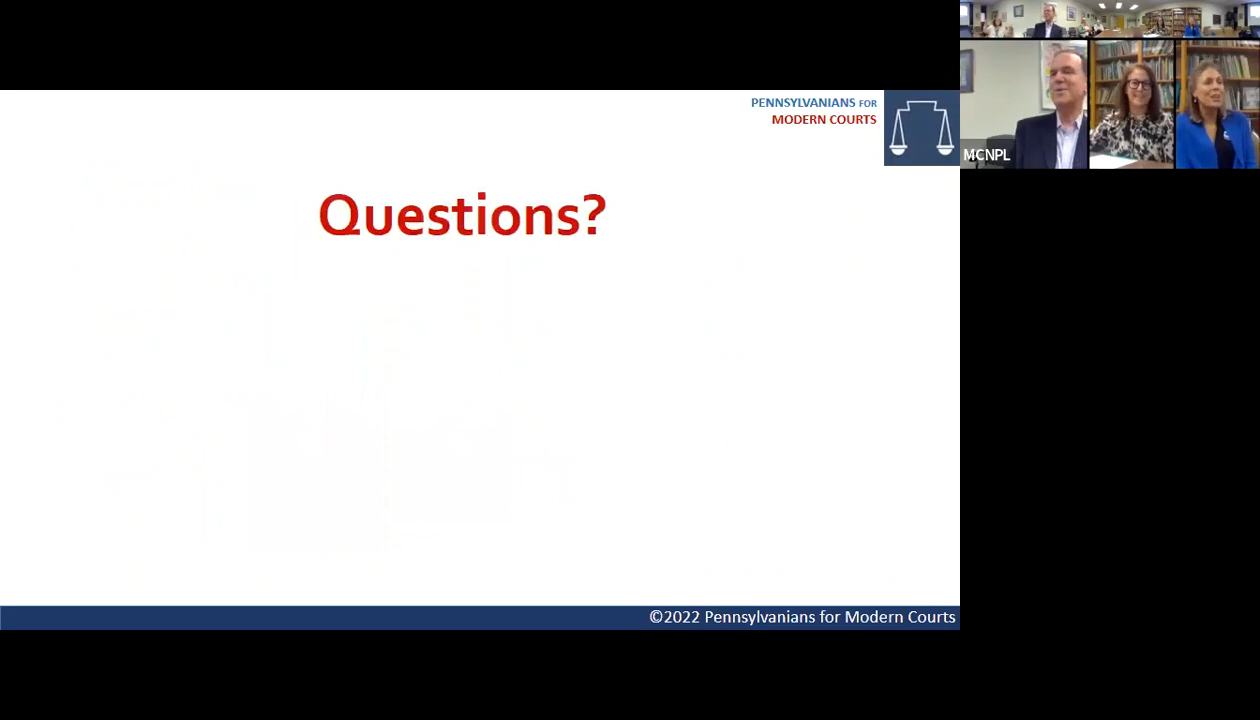 PENNSYLVANIANS FOR
MODERN COURTS
MCNPL
Questions?
©2022 Pennsylvanians for Modern Courts